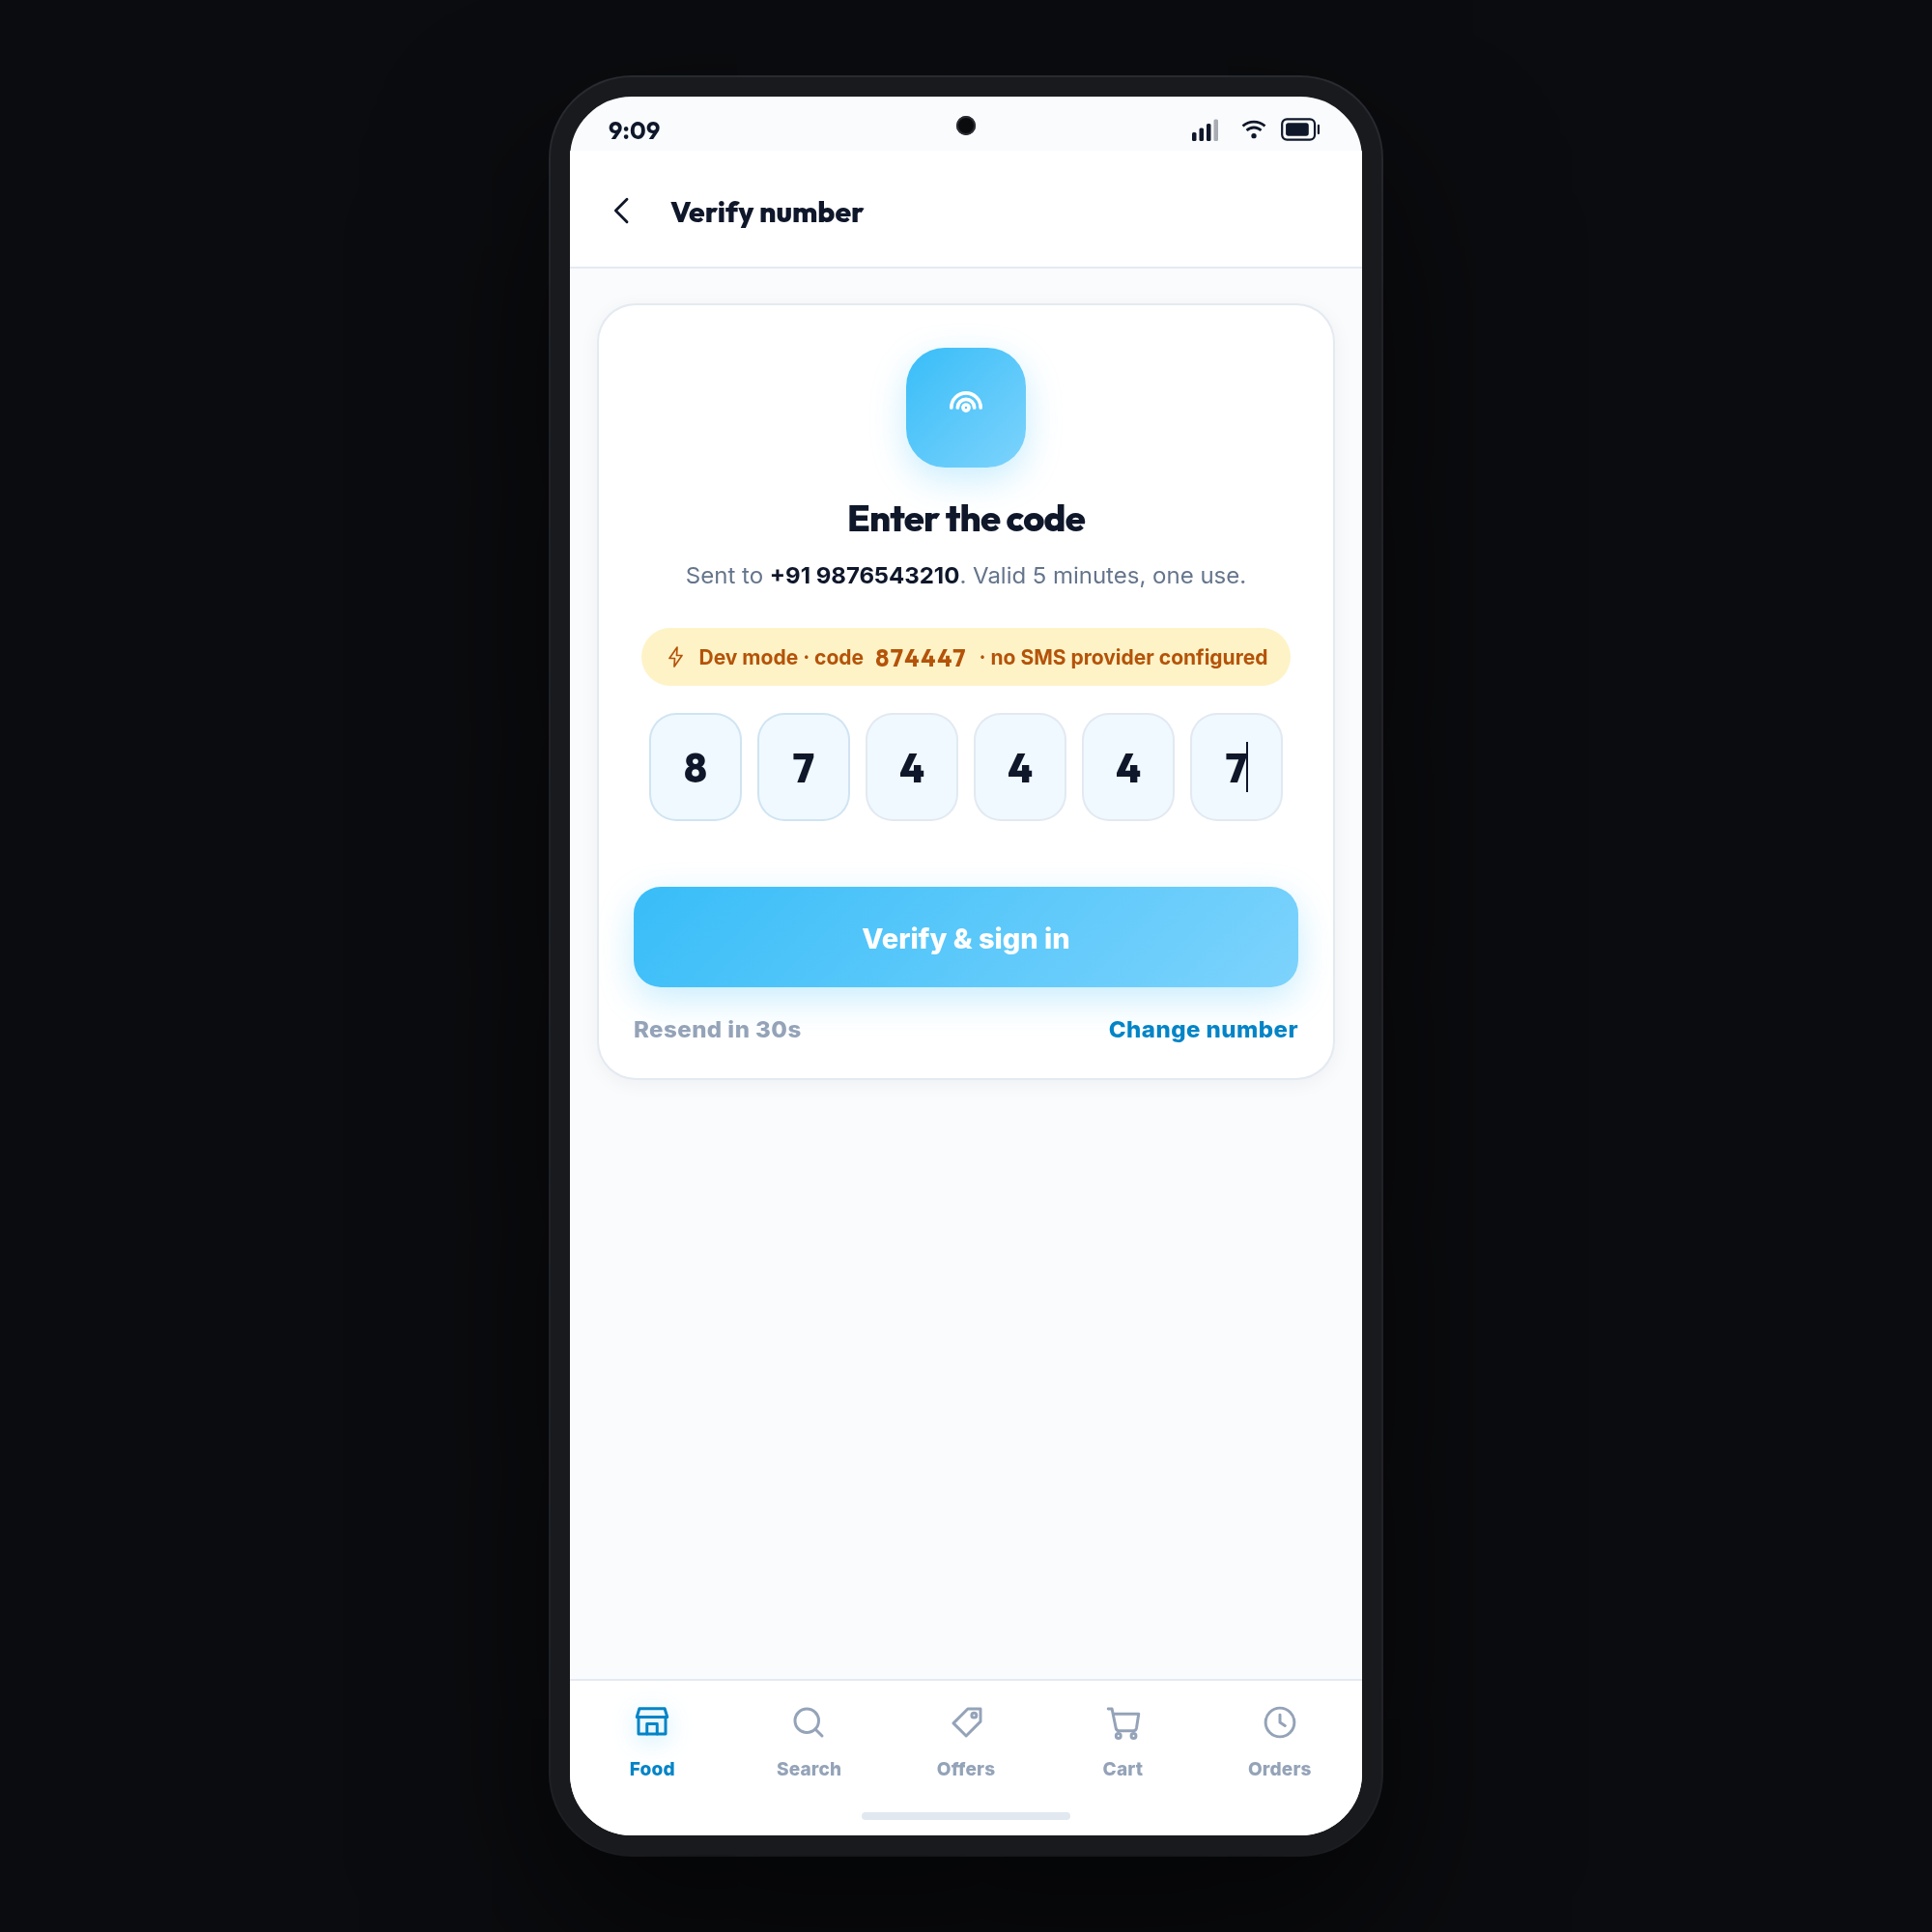 9:09
Verify number
Enter the code
Sent to +91 9876543210. Valid 5 minutes, one use.
Dev mode · code 874447 · no SMS provider configured
8 7 4 4 4 7
Verify & sign in
Resend in 30s Change number
Food Search Offers Cart Orders